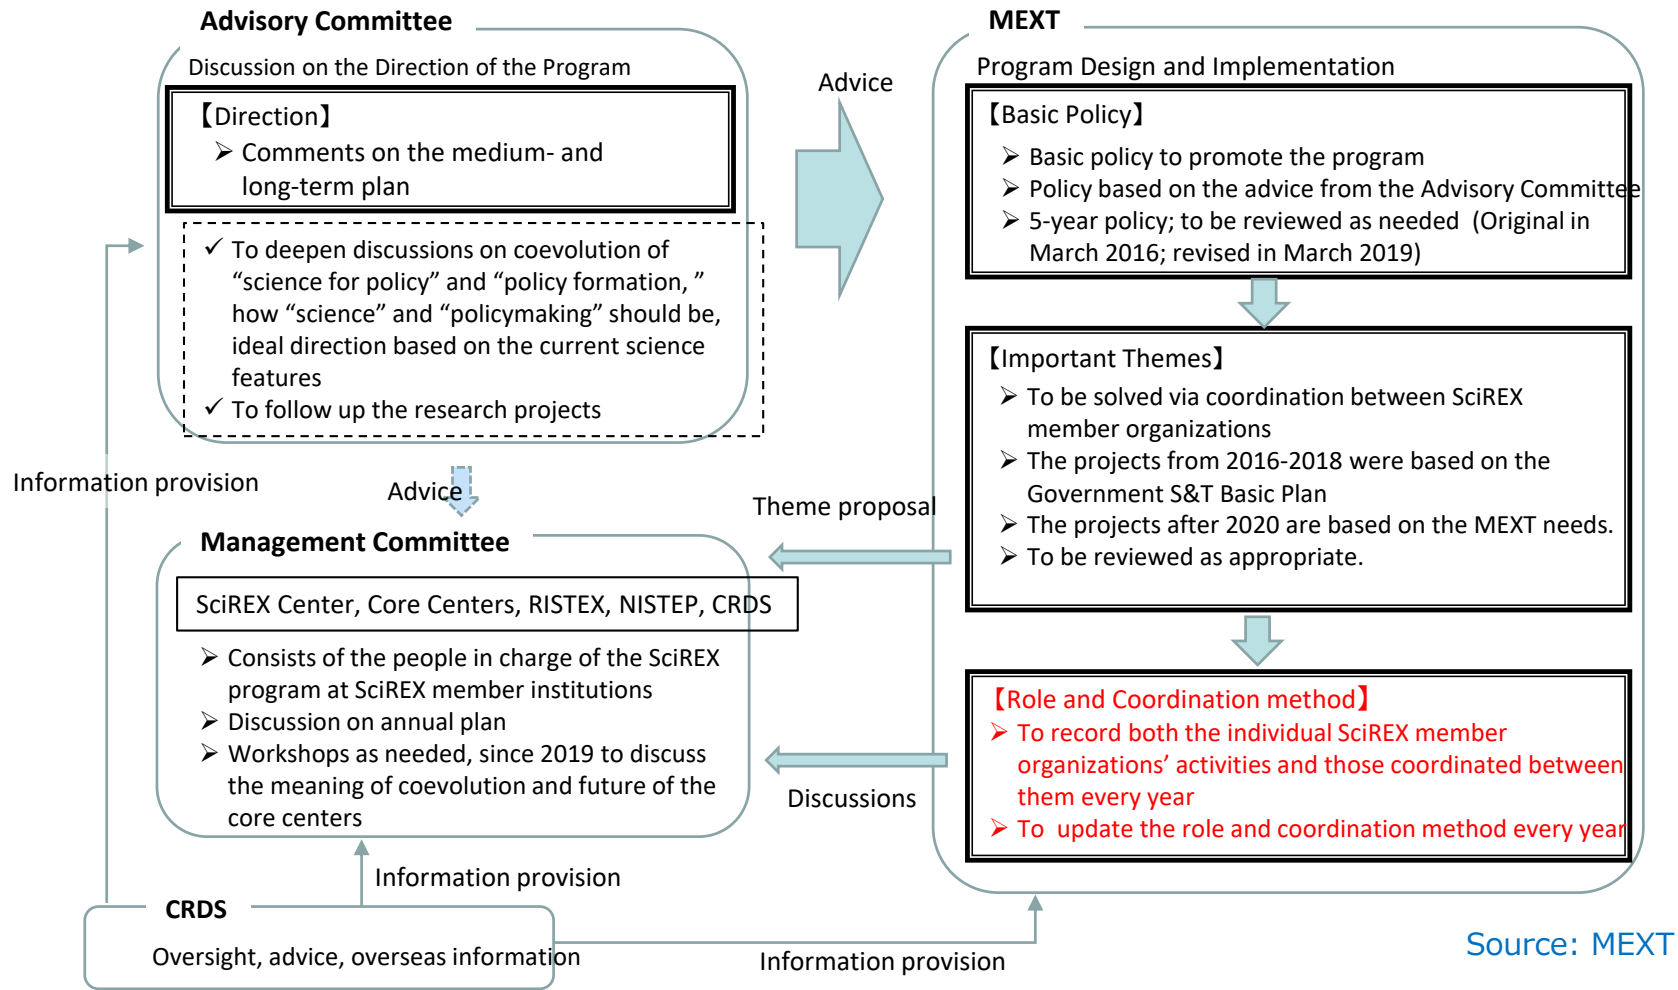 Advisory Committee
Discussion on the Direction of the Program
【Direction】
➢ Comments on the medium- and
long-term plan
✓ To deepen discussions on coevolution of
“science for policy” and “policy formation, ”
how “science” and “policymaking” should be,
ideal direction based on the current science
features
✓ To follow up the research projects
Advice
MEXT
Program Design and Implementation
【Basic Policy】
➢ Basic policy to promote the program
➢ Policy based on the advice from the Advisory Committee
➢ 5-year policy; to be reviewed as needed (Original in
March 2016; revised in March 2019)
【Important Themes】
➢ To be solved via coordination between SciREX
member organizations
➢ The projects from 2016-2018 were based on the
Government S&T Basic Plan
➢ The projects after 2020 are based on the MEXT needs.
➢ To be reviewed as appropriate.
【Role and Coordination method】
➢ To record both the individual SciREX member
organizations’ activities and those coordinated between
them every year
➢ To update the role and coordination method every year
Information provision
Advice
Theme proposal
Management Committee
SciREX Center, Core Centers, RISTEX, NISTEP, CRDS
➢ Consists of the people in charge of the SciREX
program at SciREX member institutions
➢ Discussion on annual plan
➢ Workshops as needed, since 2019 to discuss
the meaning of coevolution and future of the
core centers
Discussions
Information provision
CRDS
Oversight, advice, overseas information
Information provision
Source: MEXT